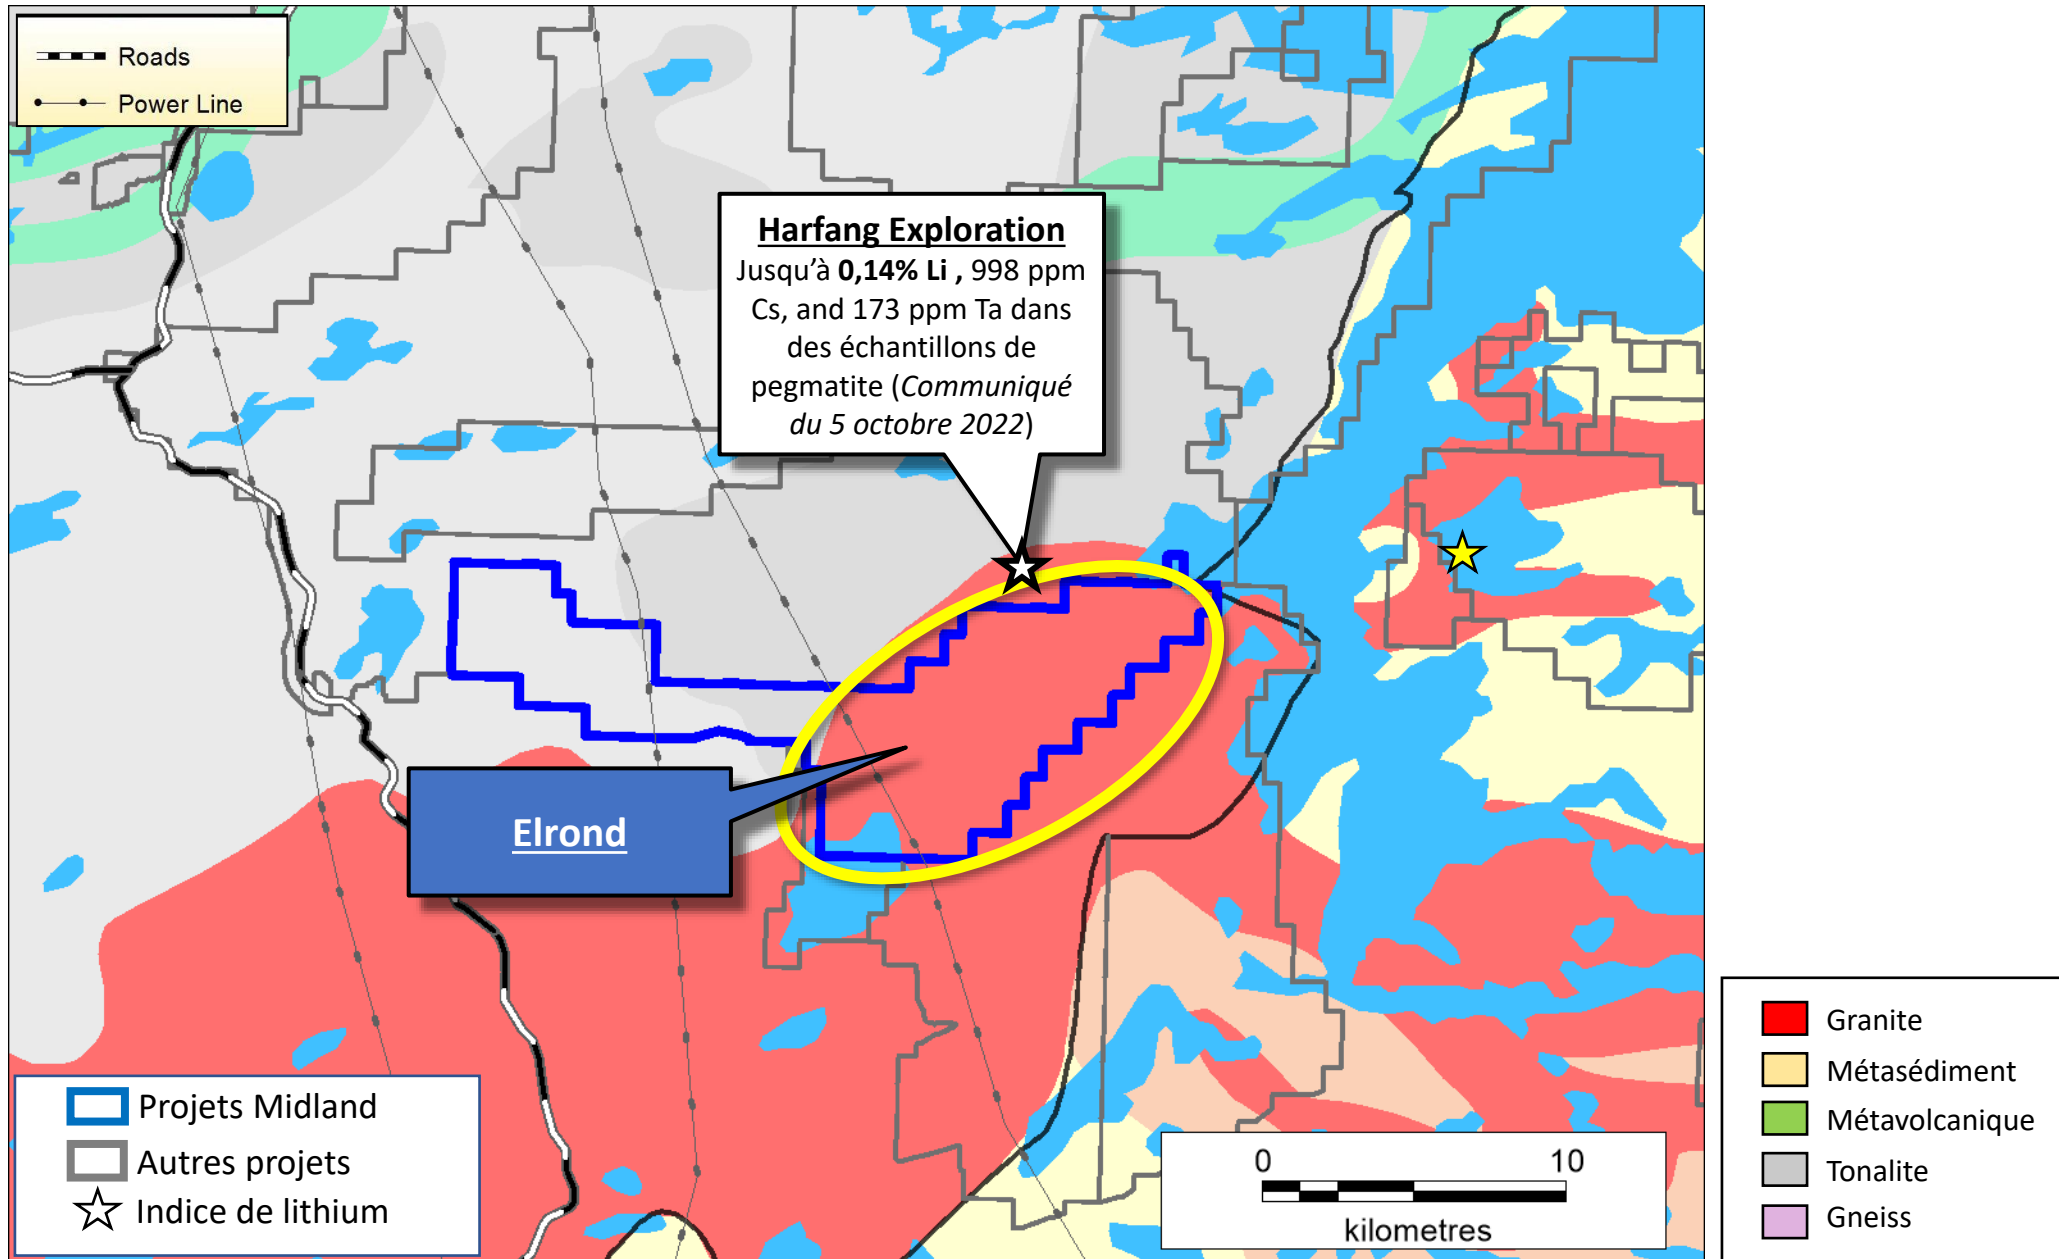 Roads
Power Line
Harfang Exploration
Jusqu’à 0,14% Li , 998 ppm
Cs, and 173 ppm Ta dans
des échantillons de
pegmatite (Communiqué
du 5 octobre 2022)
Elrond
Projets Midland
Autres projets
Indice de lithium
0 10
kilometres
Granite
Métasédiment
Métavolcanique
Tonalite
Gneiss